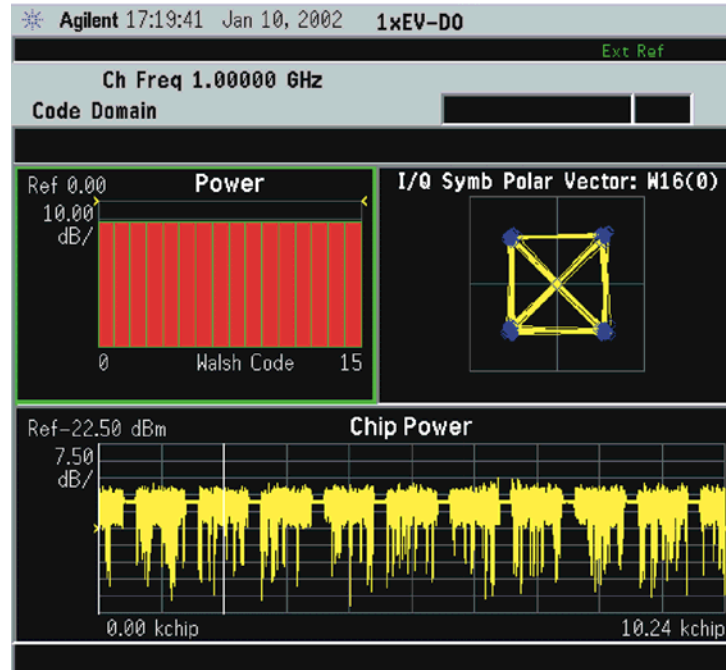 Agilent 17:19:41 Jan 10, 2002 1xEV-DO
Ext Ref
Ch Freq 1.00000 GHz
Code Domain
Ref 0.00 Power
10.00
dB/
0 Walsh Code 15
I/Q Symb Polar Vector: W16(0)
Ref-22.50 dBm Chip Power
7.50
dB/
0.00 kchip 10.24 kchip